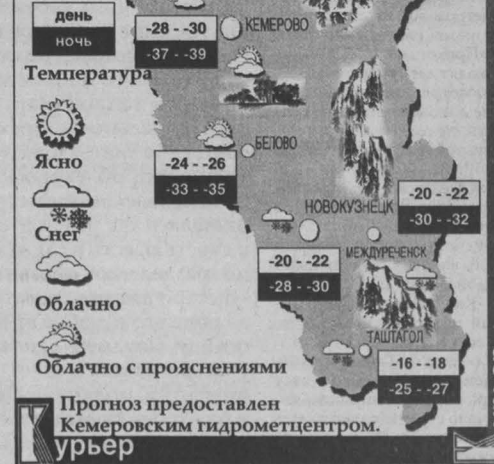 день
ночь
Температура
Ясно
Снег
Облачно
Облачно с прояснениями
-28 - -30
-37 - -39
КЕМЕРОВО
БЕЛОВО
-24 - -26
-33 - -35
НОВОКУЗНЕЦК
-20 - -22
-30 - -32
МЕЖДУРЕЧЕНСК
-20 - -22
-28 - -30
ТАШТАГОЛ
-16 - -18
-25 - -27
Прогноз предоставлен
Кемеровским гидрометцентром.
Курьер